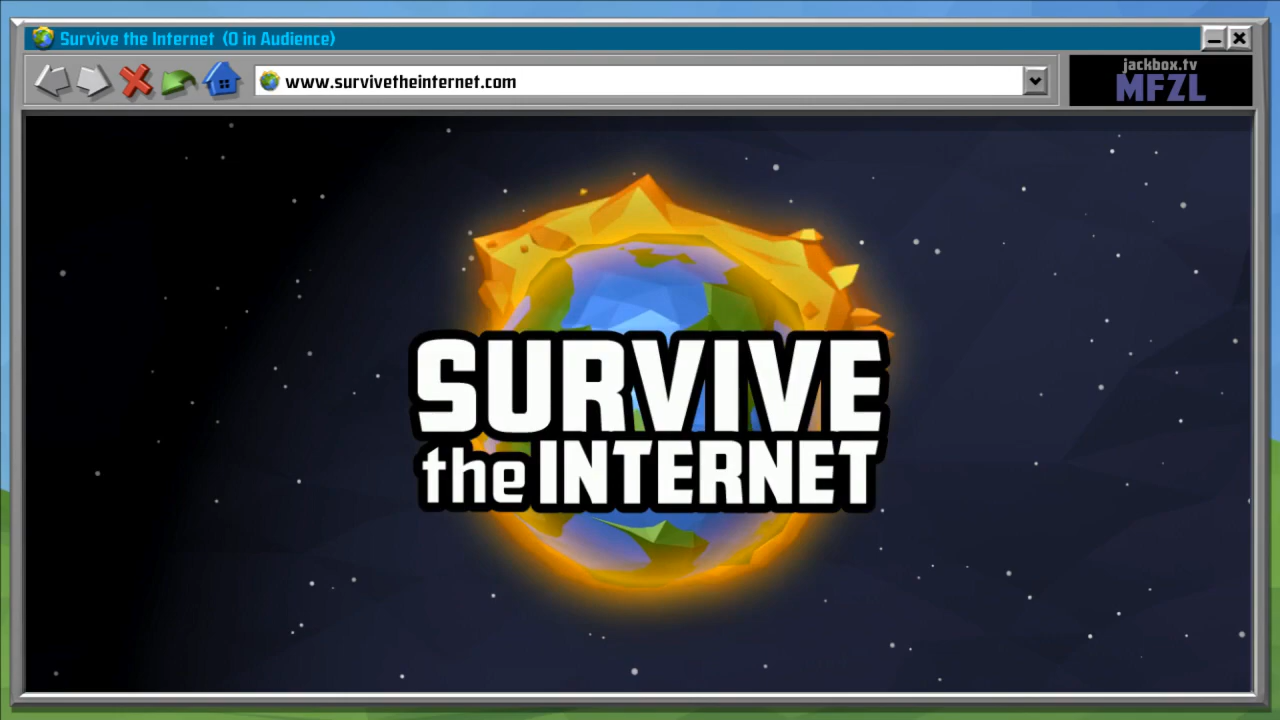 Survive the Internet (0 in Audience)
www.survivetheinternet.com
jackbox.tv
MFZL
SURVIVE
the INTERNET